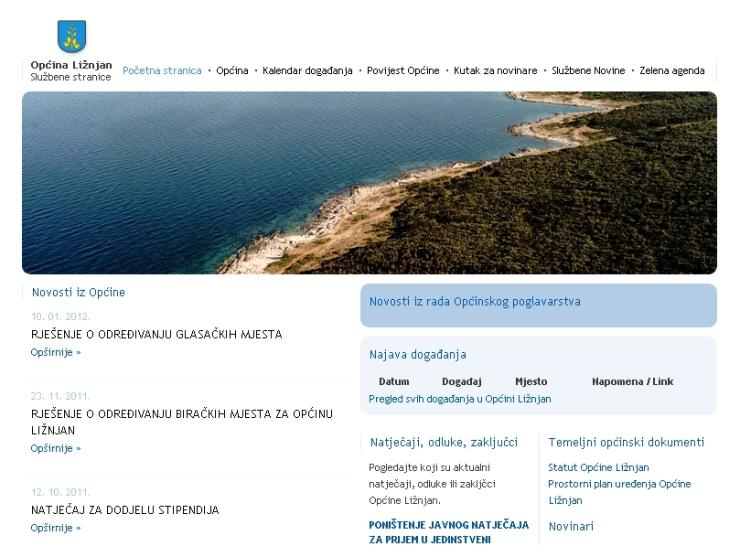 Općina Ližnjan
Službene stranice
Početna stranica • Općina • Kalendar događanja • Povijest Općine • Kutak za novinare • Službene Novine • Zelena agenda
Novosti iz Općine
10. 01. 2012.
RJEŠENJE O ODREĐIVANJU GLASAČKIH MJESTA
Opširnije »
23. 11. 2011.
RJEŠENJE O ODREĐIVANJU BIRAČKIH MJESTA ZA OPĆINU
LIŽNJAN
Opširnije »
12. 10. 2011.
NATJEČAJ ZA DODJELU STIPENDIJA
Opširnije »
Novosti iz rada Općinskog poglavarstva
Najava događanja
Datum Događaj Mjesto Napomena / Link
Pregled svih događanja u Općini Ližnjan
Natječaji, odluke, zaključci
Pogledajte koji su aktualni
natječaji, odluke ili zakljčci
Općine Ližnjan.
PONIŠTENJE JAVNOG NATJEČAJA
ZA PRIJEM U JEDINSTVENI
Temeljni općinski dokumenti
Statut Općine Ližnjan
Prostorni plan uređenja Općine
Ližnjan
Novinari